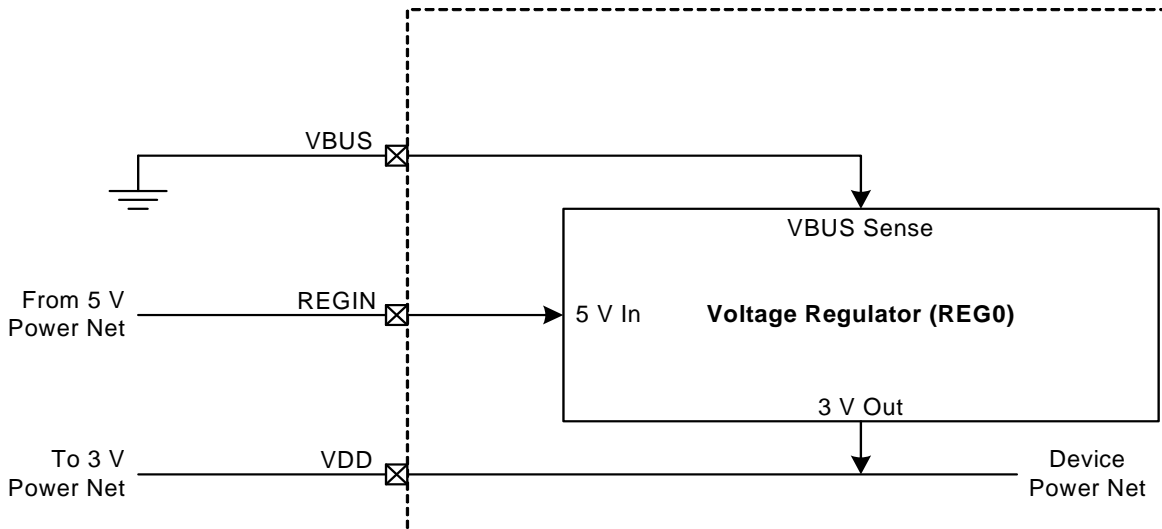 VBUS
VBUS Sense
From 5 V
Power Net
REGIN
5 V In
Voltage Regulator (REG0)
3 V Out
To 3 V
Power Net
VDD
Device
Power Net